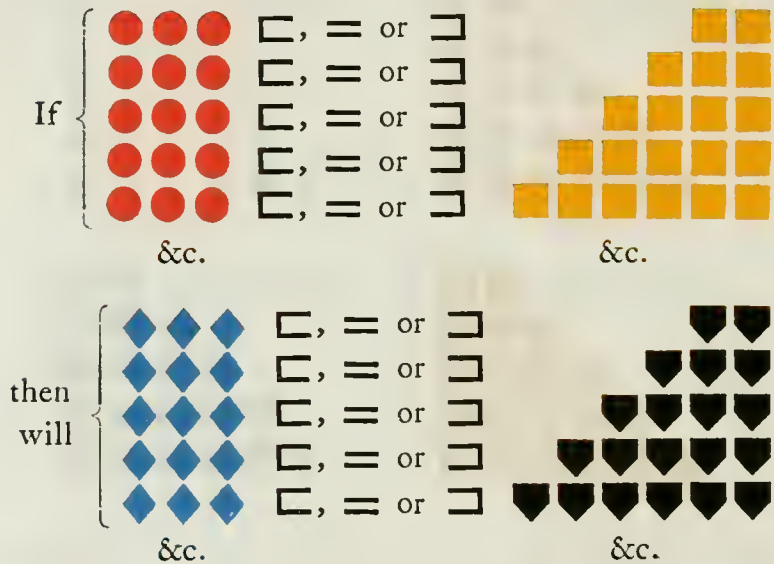 If
⊏, = or ⊐
⊏, = or ⊐
⊏, = or ⊐
⊏, = or ⊐
⊏, = or ⊐
&c. &c.
then
will
⊏, = or ⊐
⊏, = or ⊐
⊏, = or ⊐
⊏, = or ⊐
⊏, = or ⊐
&c. &c.